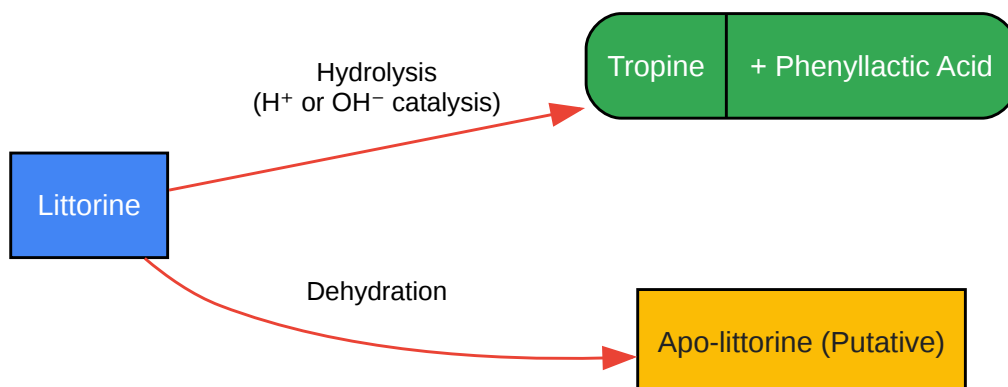 Tropine
+ Phenyllactic Acid
Hydrolysis
(H⁺ or OH⁻ catalysis)
Littorine
Dehydration
Apo-littorine (Putative)